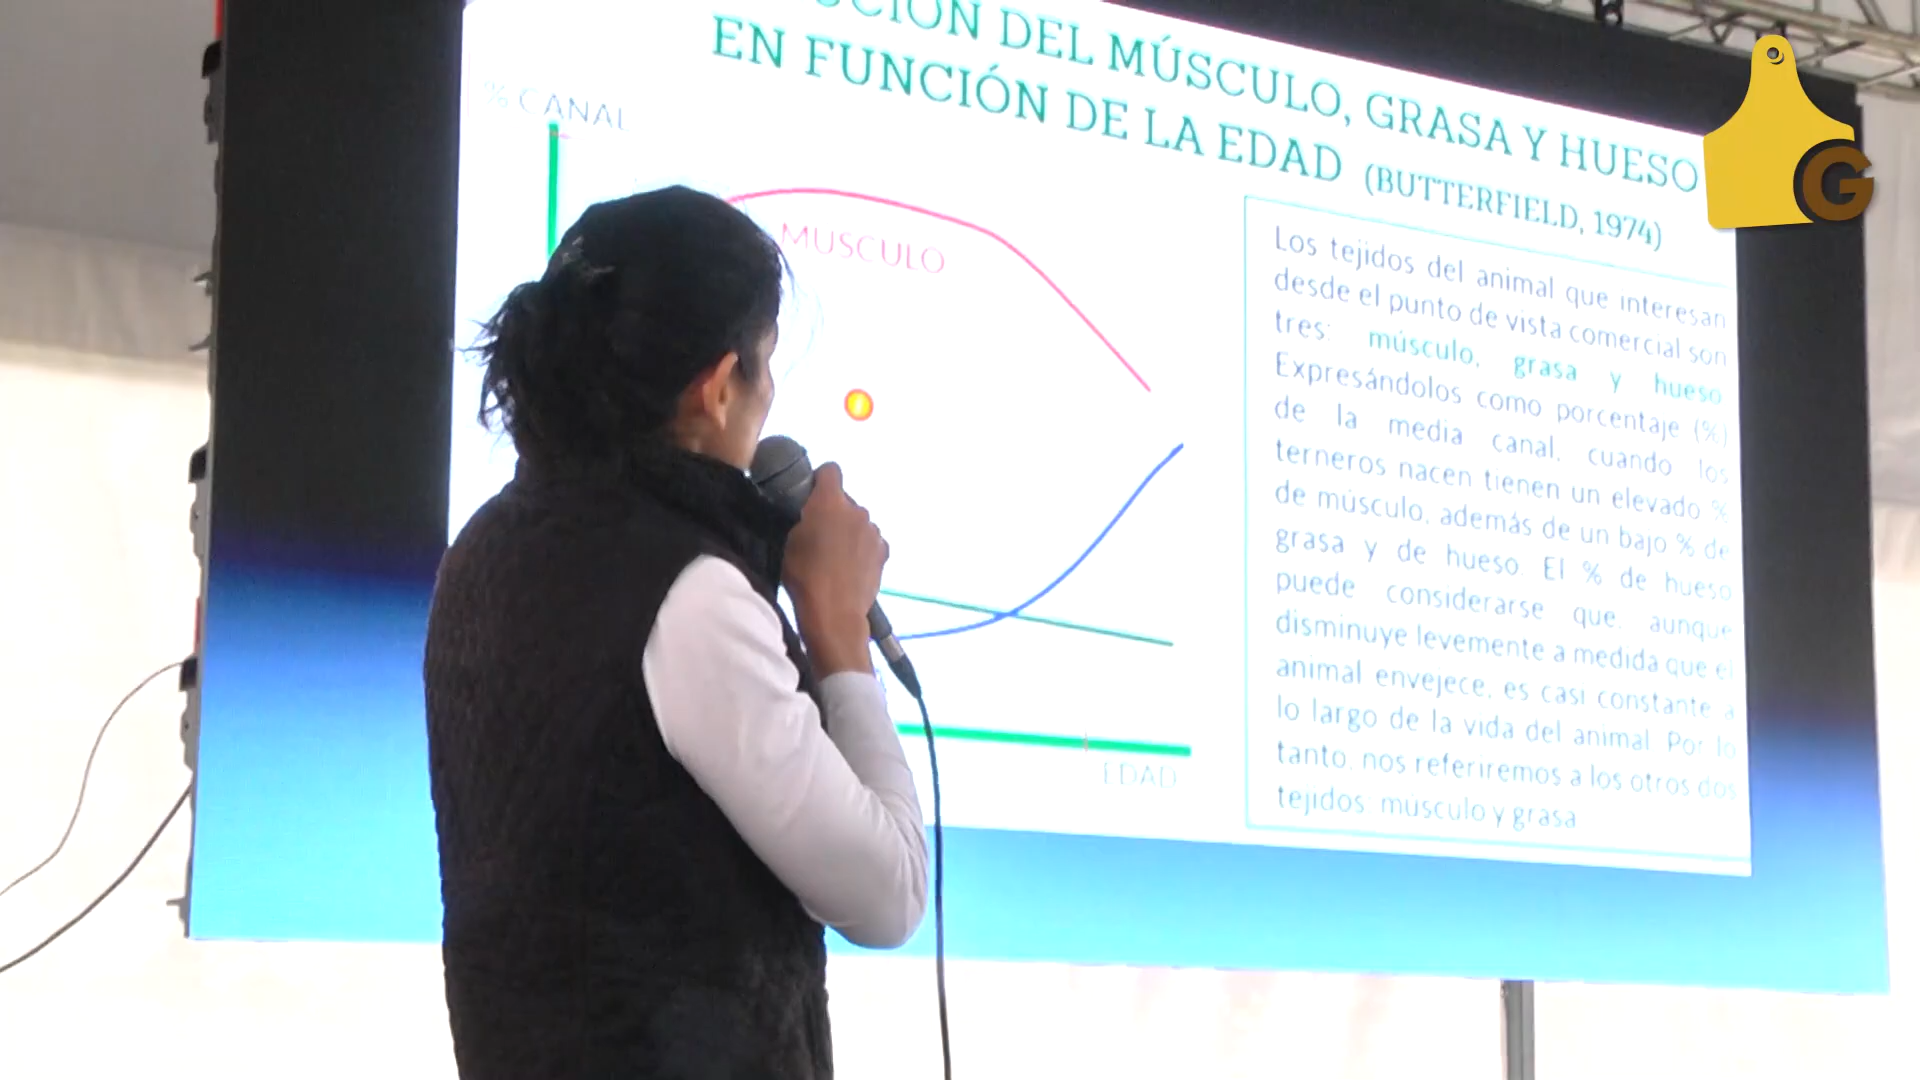 DEL MÚSCULO, GRASA Y HUESO
EN FUNCIÓN DE LA EDAD (BUTTERFIELD, 1974)
% CANAL
MUSCULO
EDAD
Los tejidos del animal que interesan
desde el punto de vista comercial son
tres: músculo, grasa y hueso.
Expresándolos como porcentaje (%)
de la media canal, cuando los
terneros nacen tienen un elevado %
de músculo, además de un bajo % de
grasa y de hueso. El % de hueso
puede considerarse que, aunque
disminuye levemente a medida que el
animal envejece, es casi constante a
lo largo de la vida del animal. Por lo
tanto, nos referiremos a los otros dos
tejidos: músculo y grasa
G